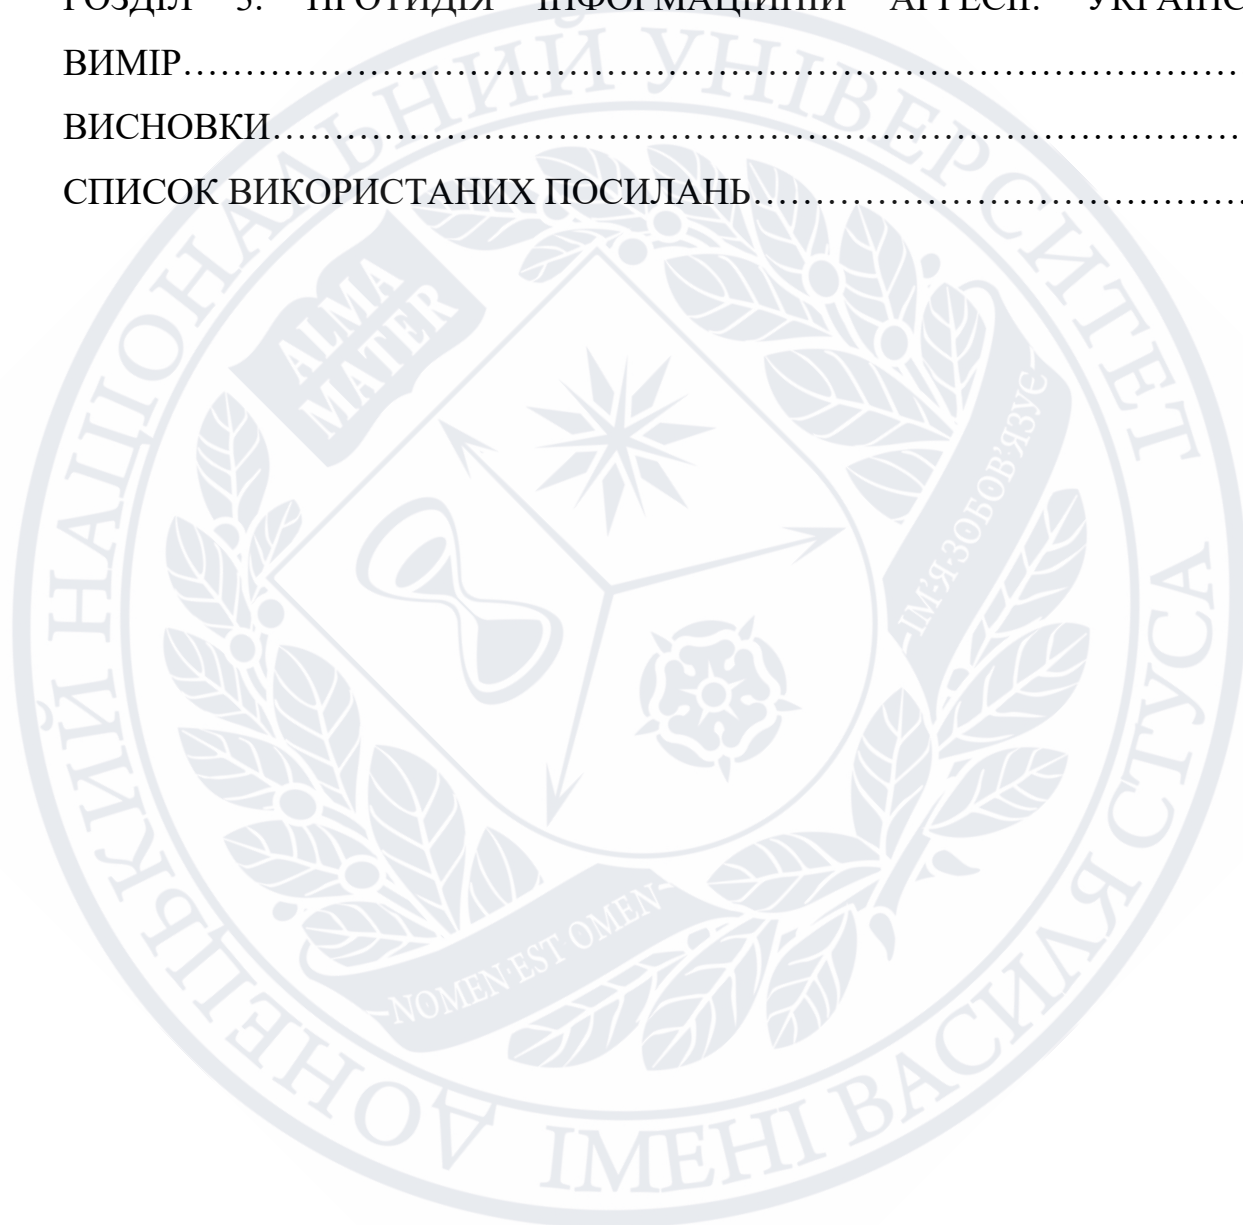 РОЗДІЛ 3. ПРОТИДІЯ ІНФОРМАЦІЙНІЙ АГРЕСІЇ: УКРАЇНС
ВИМІР……………………………………………………………………………
ВИСНОВКИ……………………………………………………………………
СПИСОК ВИКОРИСТАНИХ ПОСИЛАНЬ…………………………………
ДОНЕЦЬКИЙ НАЦІОНАЛЬНИЙ УНІВЕРСИТЕТ ІМЕНІ ВАСИЛЯ СТУСА
ALMA
MATER
ІМ'Я·ЗОБОВ'ЯЗУЄ
NOMEN·EST OMEN